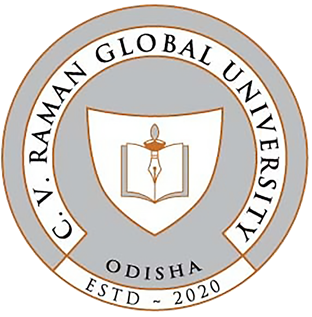 C. V. RAMAN GLOBAL UNIVERSITY
ODISHA
ESTD ~ 2020